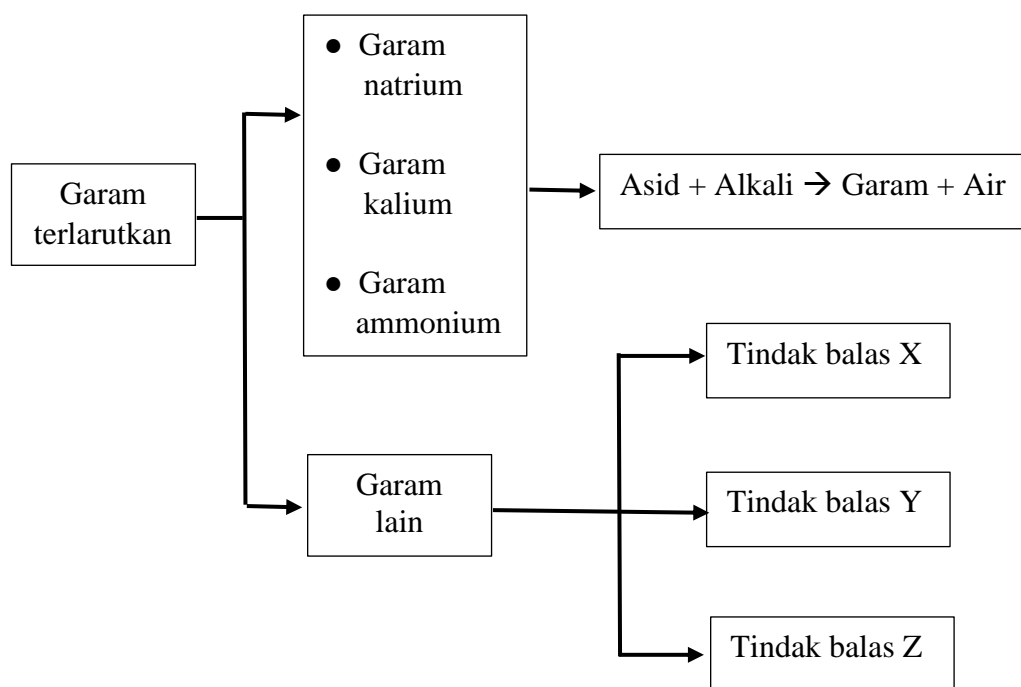 ● Garam
natrium
● Garam
kalium
● Garam
ammonium
Garam
terlarutkan
Asid + Alkali → Garam + Air
Tindak balas X
Garam
lain
Tindak balas Y
Tindak balas Z